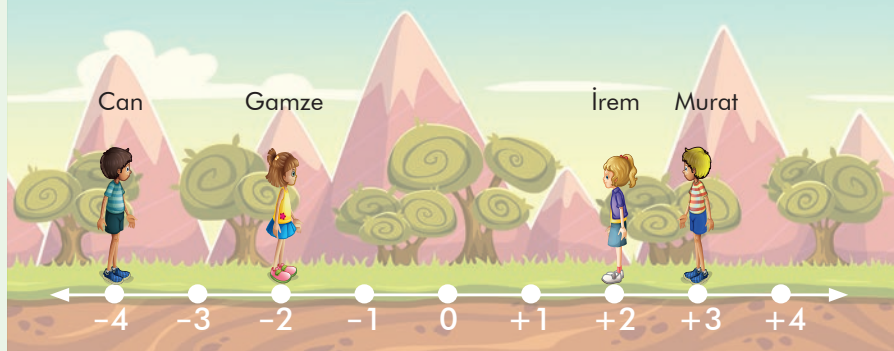 Can Gamze İrem Murat
–4 –3 –2 –1 0 +1 +2 +3 +4